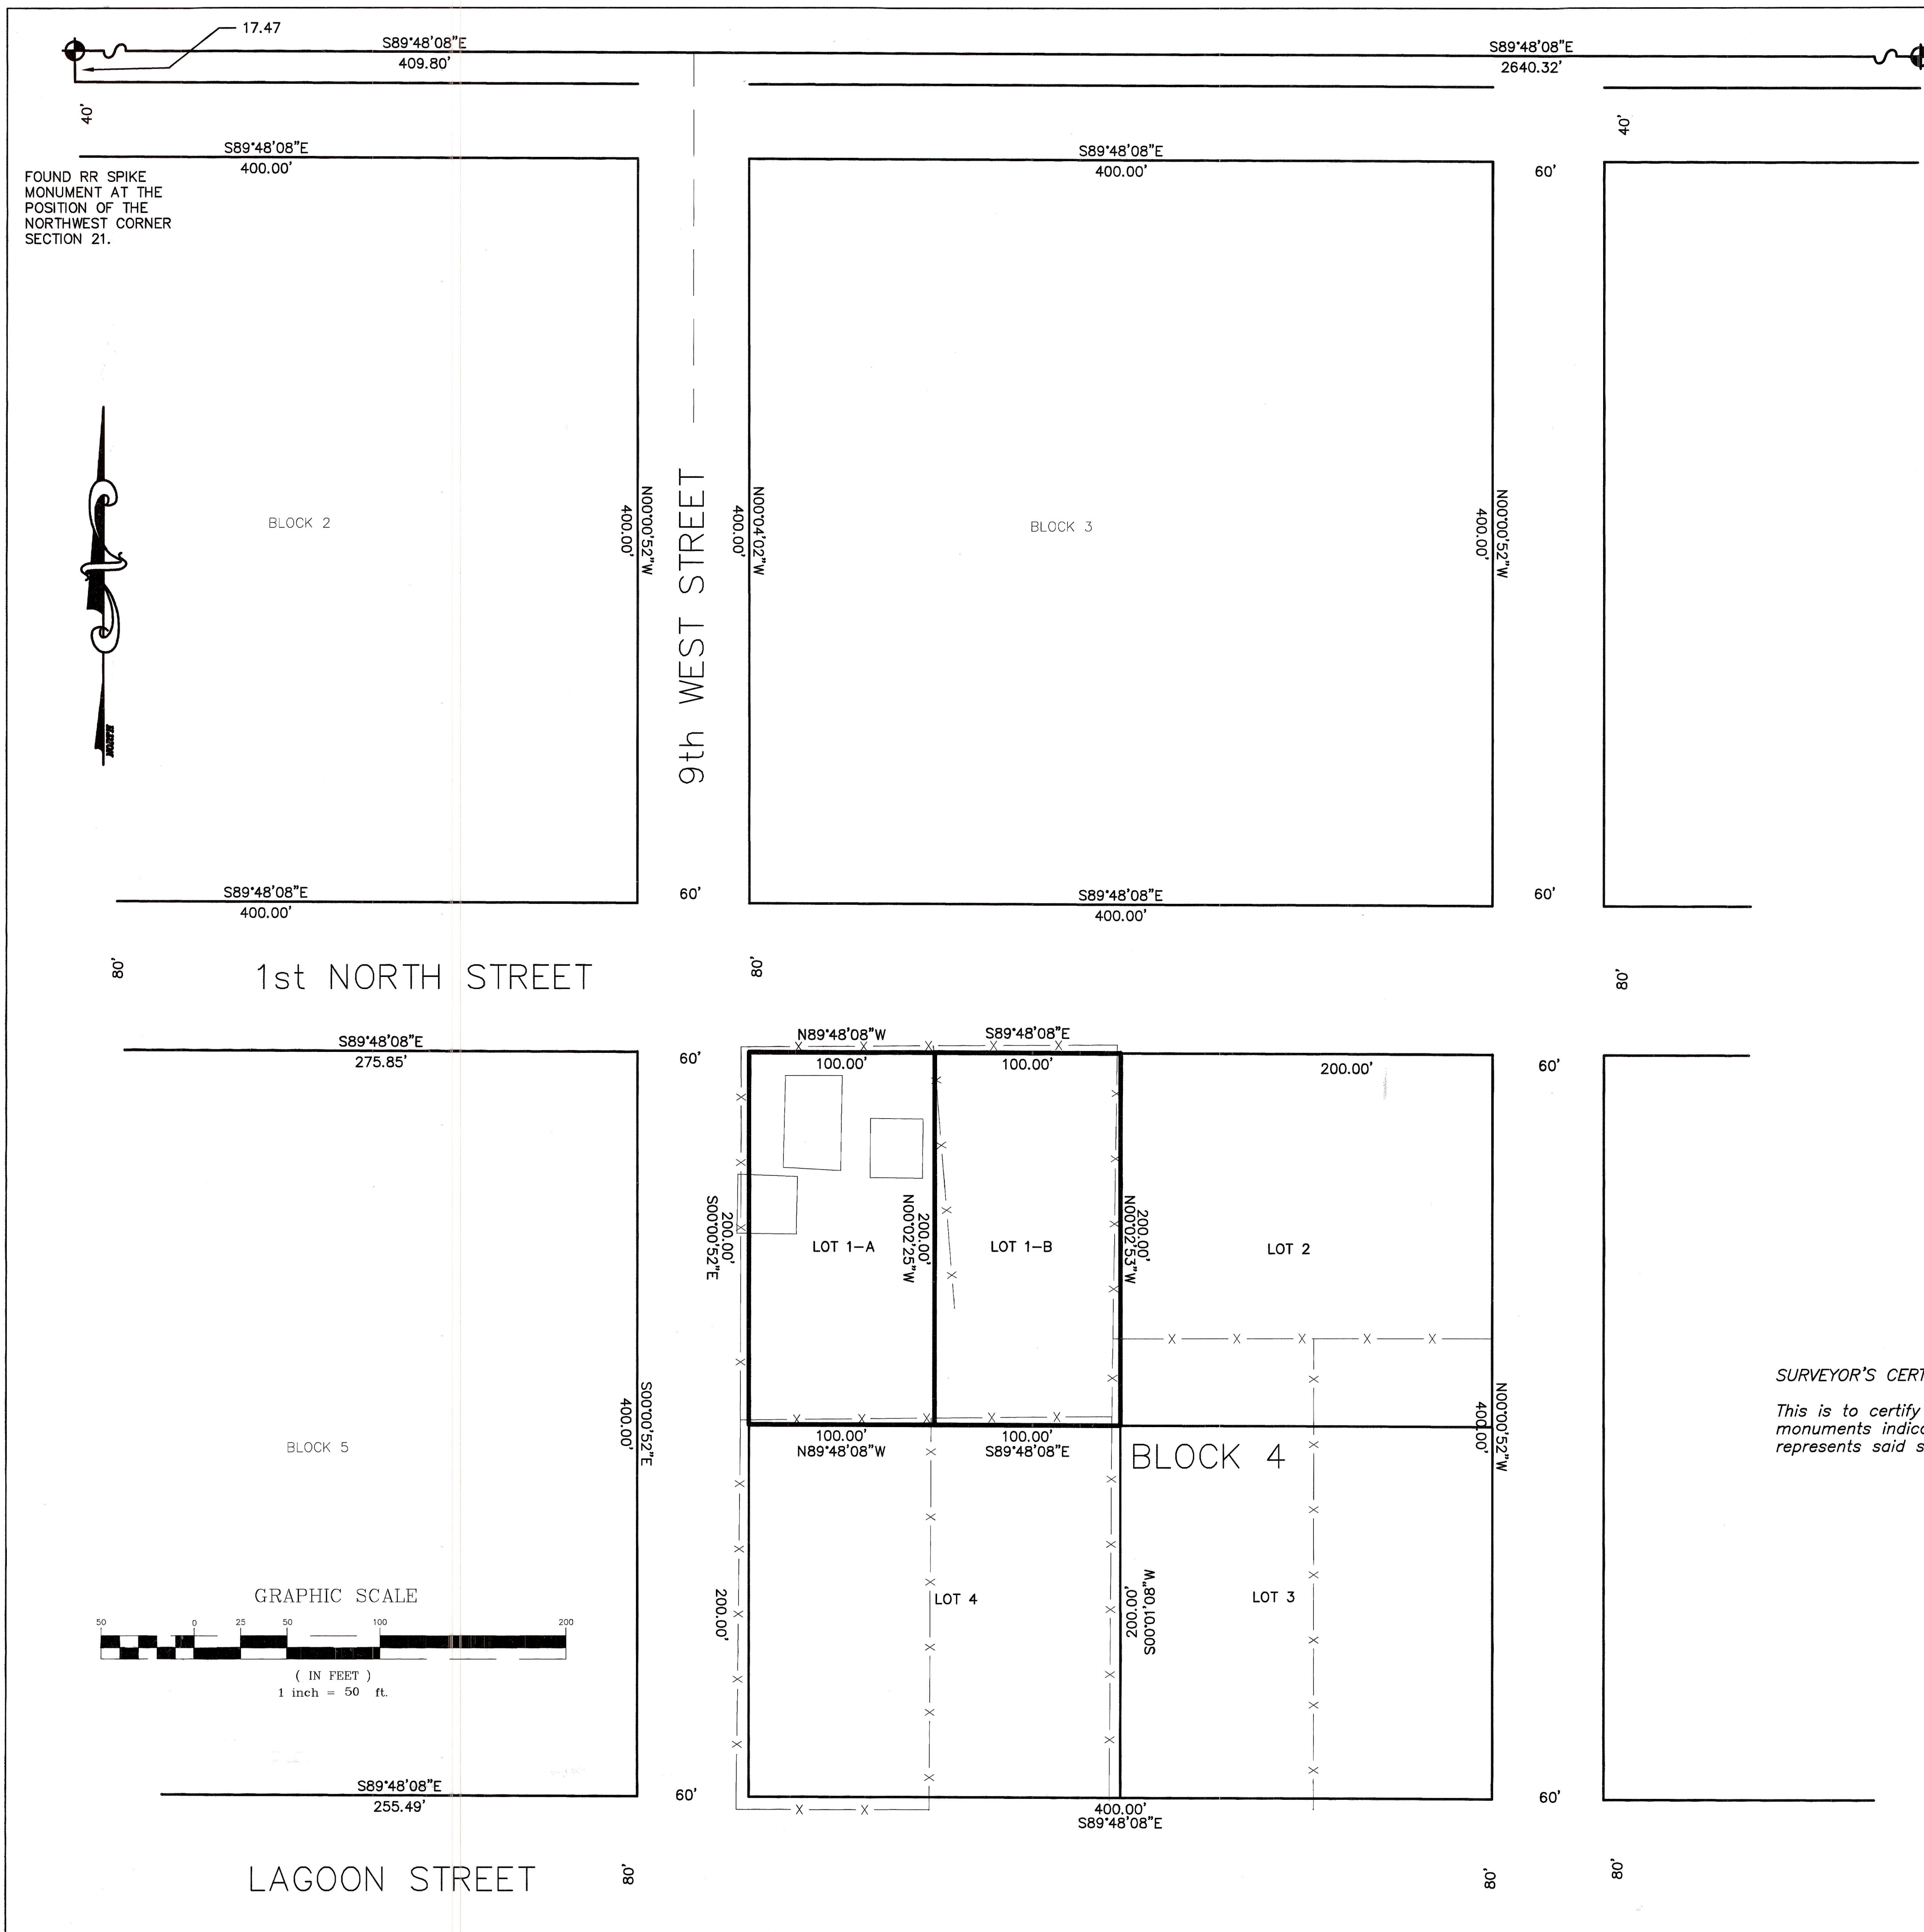 17.47
S89°48'08"E
409.80'
S89°48'08"E
2640.32'
40'
40'
S89°48'08"E
400.00'
S89°48'08"E
400.00'
60'
FOUND RR SPIKE
MONUMENT AT THE
POSITION OF THE
NORTHWEST CORNER
SECTION 21.
BLOCK 2
N00°00'52"W
400.00'
9th WEST STREET
N00°04'02"W
400.00'
BLOCK 3
N00°00'52"W
400.00'
NORTH
S89°48'08"E
400.00'
60'
S89°48'08"E
400.00'
60'
80'
1st NORTH STREET
80'
80'
S89°48'08"E
275.85'
60'
N89°48'08"W
100.00'
S89°48'08"E
100.00'
200.00'
60'
200.00'
S00°00'52"E
LOT 1-A
200.00'
N00°02'25"W
LOT 1-B
200.00'
N00°02'53"W
LOT 2
BLOCK 5
S00°00'52"E
400.00'
100.00'
N89°48'08"W
100.00'
S89°48'08"E
BLOCK 4
N00°00'52"W
400.00'
SURVEYOR'S CERT
This is to certify
monuments indica
represents said s
GRAPHIC SCALE
50 0 25 50 100 200
( IN FEET )
1 inch = 50 ft.
200.00'
LOT 4
S00°01'08"W
200.00'
LOT 3
S89°48'08"E
255.49'
60'
400.00'
S89°48'08"E
60'
LAGOON STREET
80'
80'
80'